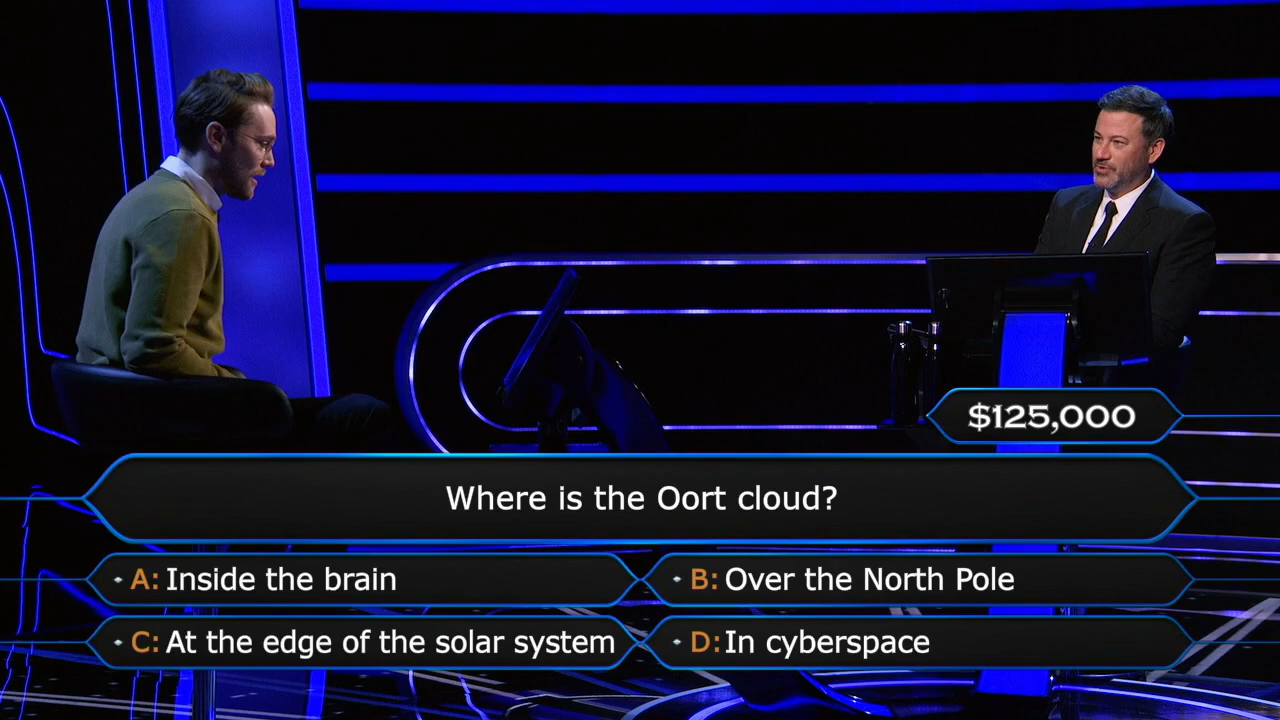 $125,000
Where is the Oort cloud?
A: Inside the brain
B: Over the North Pole
C: At the edge of the solar system
D: In cyberspace